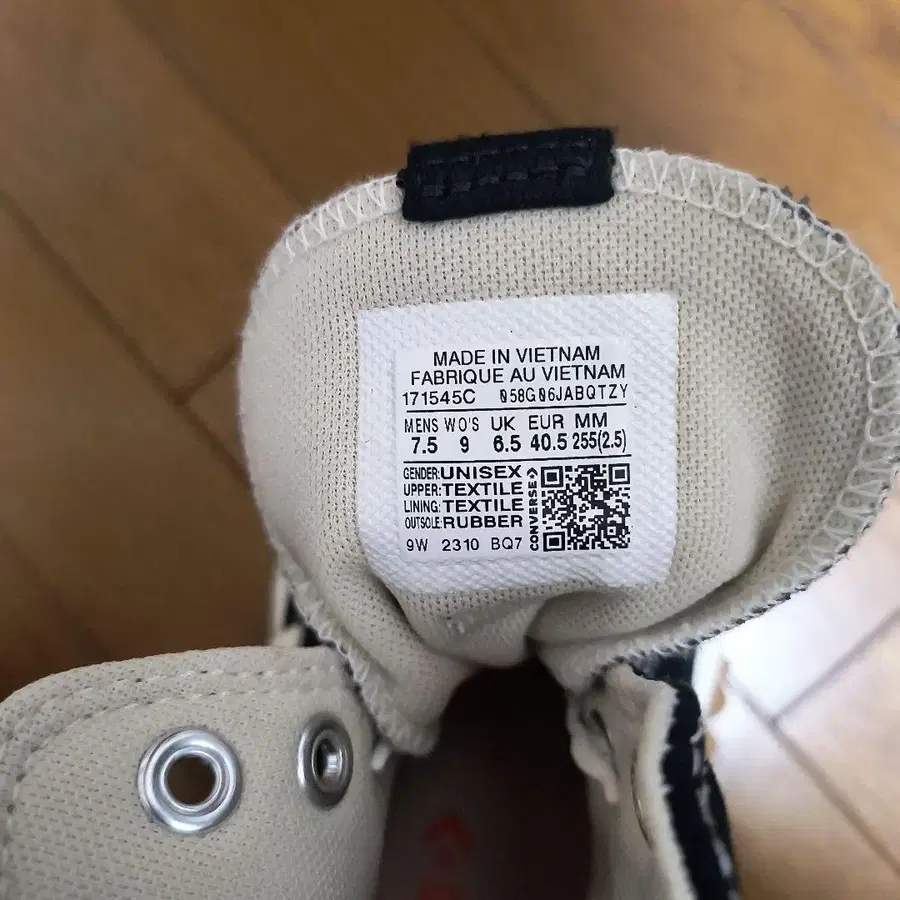 MADE IN VIETNAM
FABRIQUE AU VIETNAM
171545C 058G06JABQTZY
MENS WO'S UK EUR MM
7.5 9 6.5 40.5 255(2.5)
GENDER:UNISEX
UPPER:TEXTILE
LINING:TEXTILE
OUTSOLE:RUBBER
9W 2310 BQ7
CONVERSE